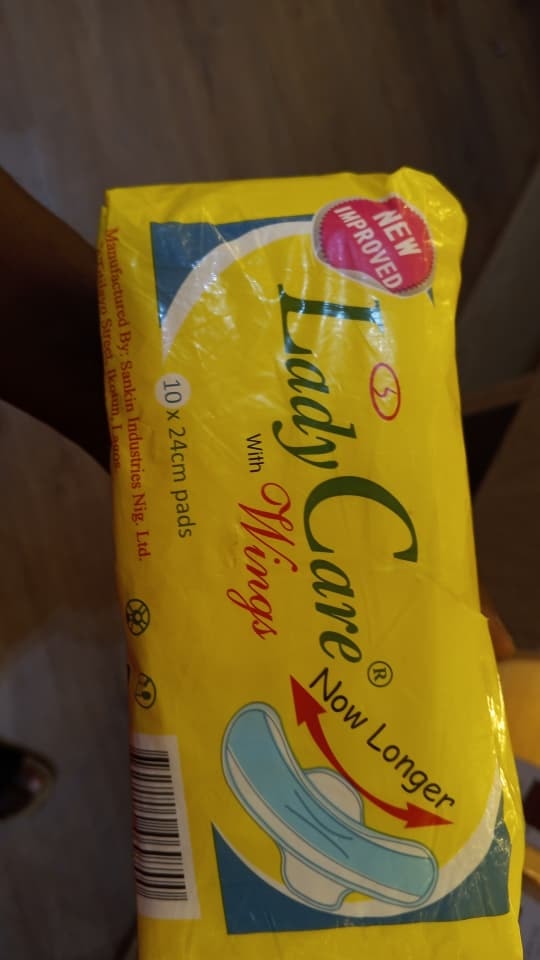 NEW
IMPROVED
Lady Care®
With Wings
Now Longer
10 x 24cm pads
Manufactured By: Sankin Industries Nig. Ltd.
Street, Ikotun, Lagos.